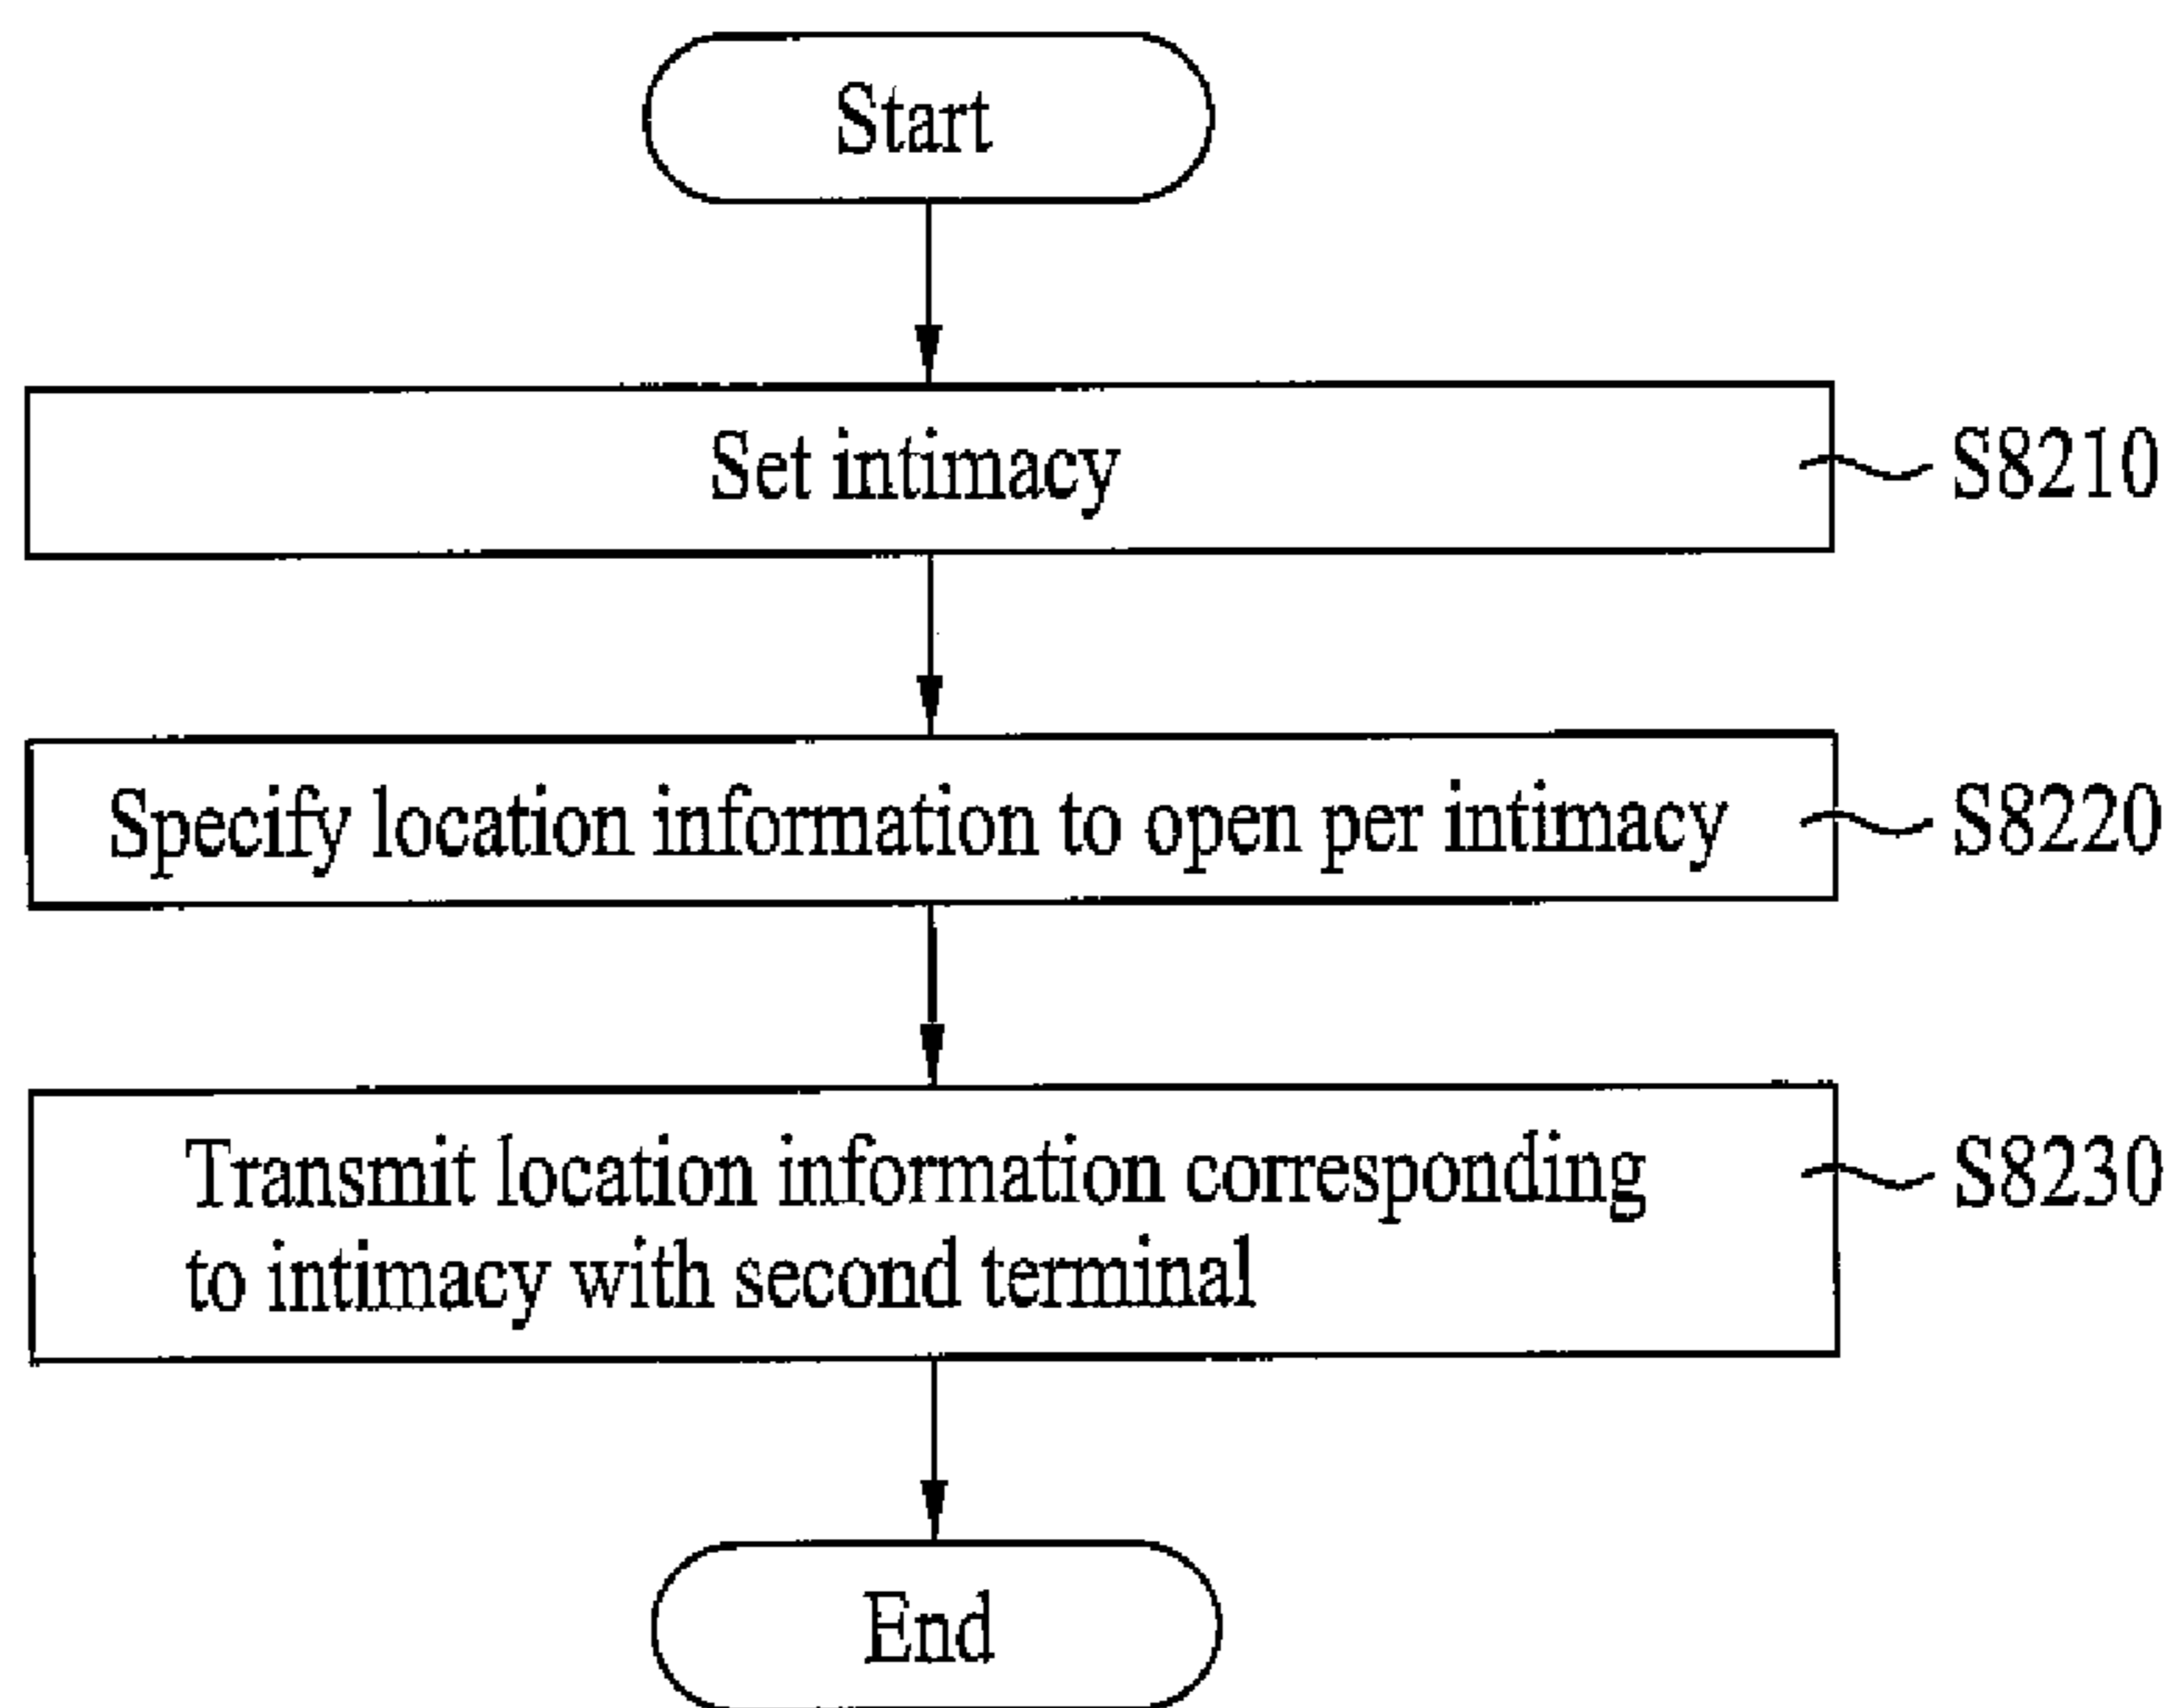 Start
Set intimacy
S8210
Specify location information to open per intimacy
S8220
Transmit location information corresponding
to intimacy with second terminal
S8230
End